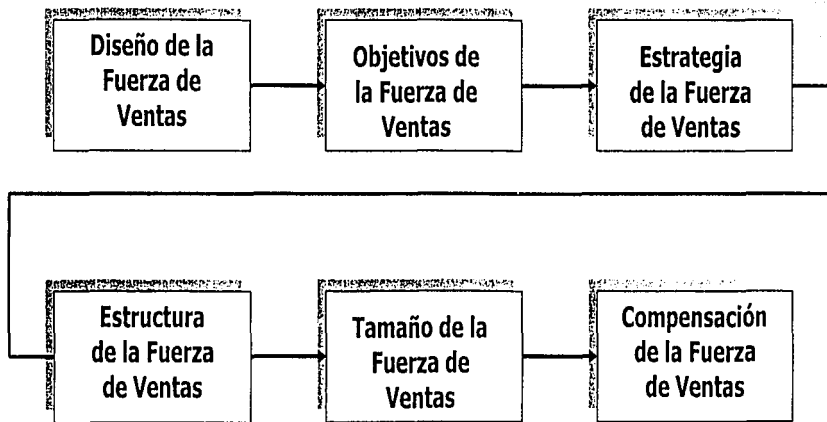 Diseño de la
Fuerza de
Ventas
Objetivos de
la Fuerza de
Ventas
Estrategia
de la Fuerza
de Ventas
Estructura
de la Fuerza
de Ventas
Tamaño de la
Fuerza de
Ventas
Compensación
de la Fuerza
de Ventas